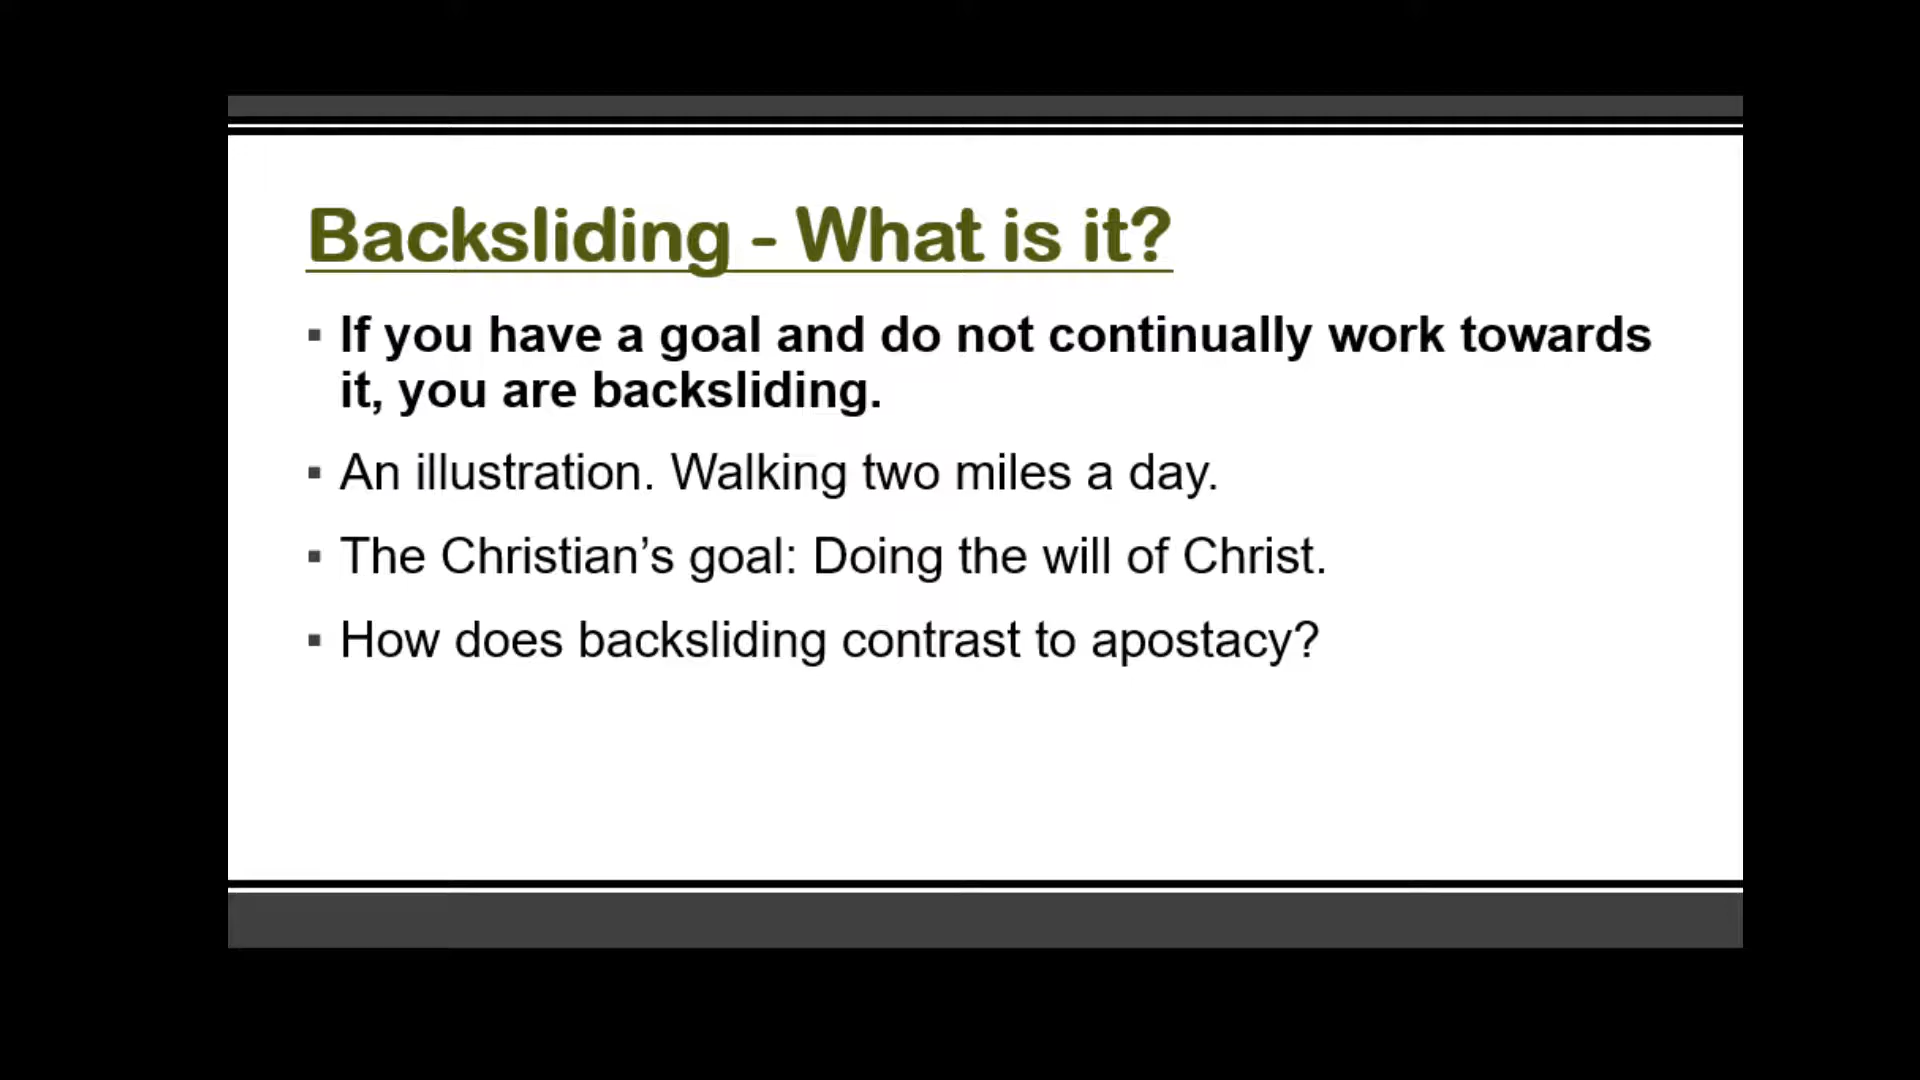 Backsliding - What is it?
▪ If you have a goal and do not continually work towards
it, you are backsliding.
▪ An illustration. Walking two miles a day.
▪ The Christian’s goal: Doing the will of Christ.
▪ How does backsliding contrast to apostacy?